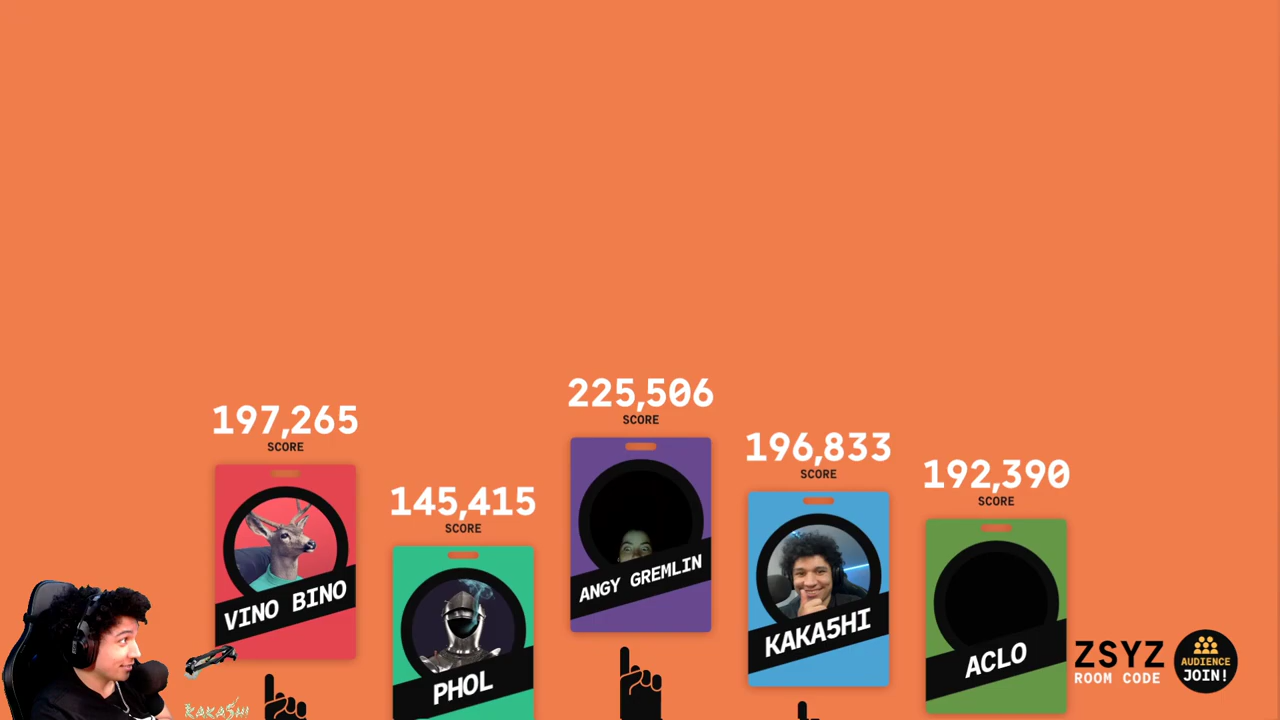 197,265
SCORE
VINO BINO
145,415
SCORE
PHOL
225,506
SCORE
ANGY GREMLIN
196,833
SCORE
KAKA5HI
192,390
SCORE
ACLO
ZSYZ
ROOM CODE
AUDIENCE
JOIN!
KAKA5HI